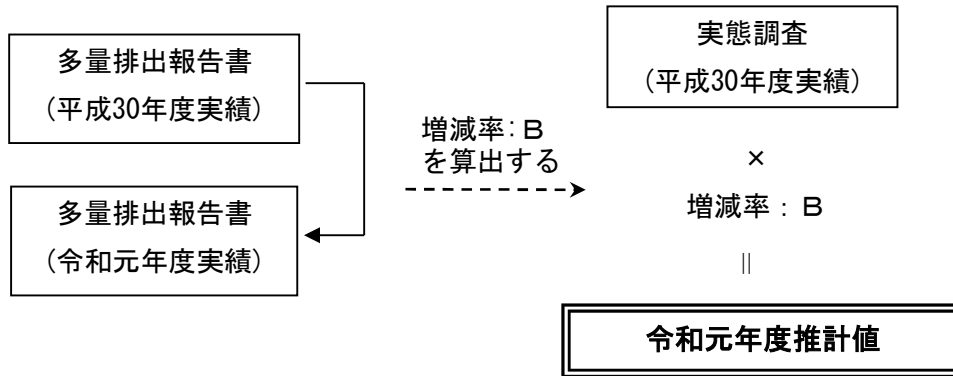 多量排出報告書
(平成30年度実績)
多量排出報告書
(令和元年度実績)
増減率:B
を算出する
実態調査
(平成30年度実績)
×
増減率:B
||
令和元年度推計値